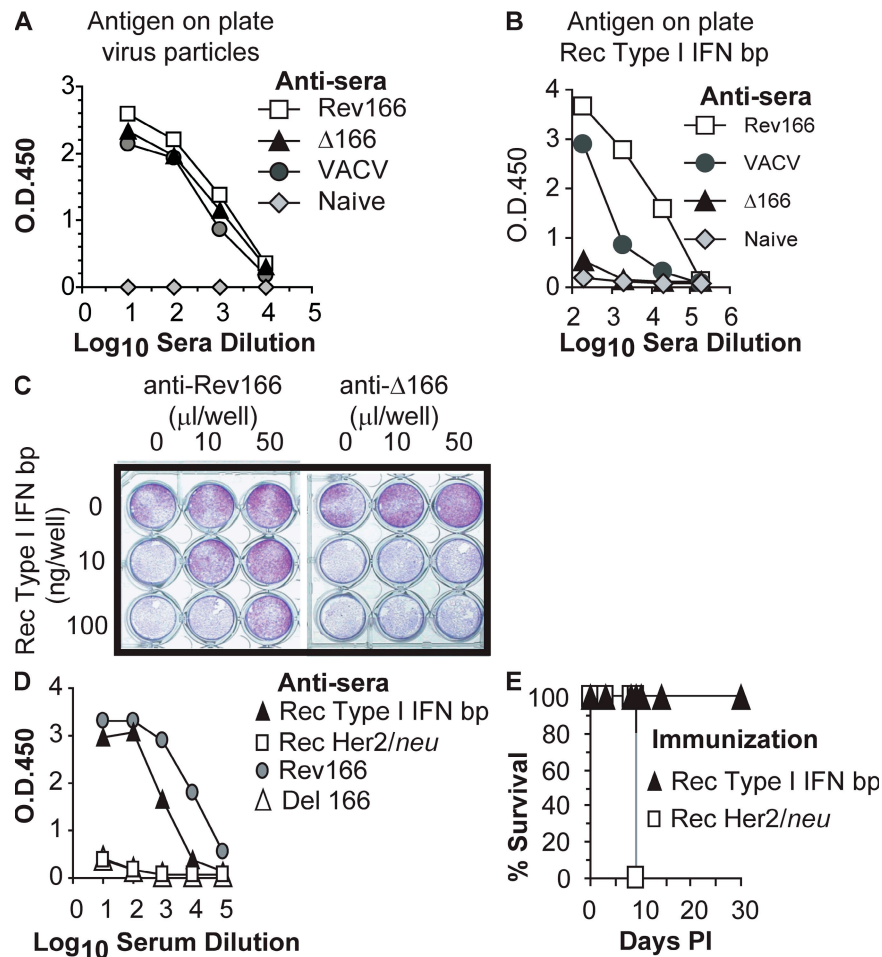 A
Antigen on plate
virus particles
Anti-sera
Rev166
Δ166
VACV
Naive
O.D.450
3
2
1
0
0 1 2 3 4 5
Log10 Sera Dilution
B
Antigen on plate
Rec Type I IFN bp
Anti-sera
Rev166
VACV
Δ166
Naive
O.D.450
4
3
2
1
0
2 3 4 5 6
Log10 Sera Dilution
C
anti-Rev166
(μl/well)
0 10 50
anti-Δ166
(μl/well)
0 10 50
Rec Type I IFN bp
(ng/well)
0
10
100
D
Anti-sera
Rec Type I IFN bp
Rec Her2/neu
Rev166
Del 166
O.D.450
4
3
2
1
0
0 1 2 3 4 5
Log10 Serum Dilution
E
% Survival
100
80
60
40
20
0
Immunization
Rec Type I IFN bp
Rec Her2/neu
0 10 20 30
Days PI